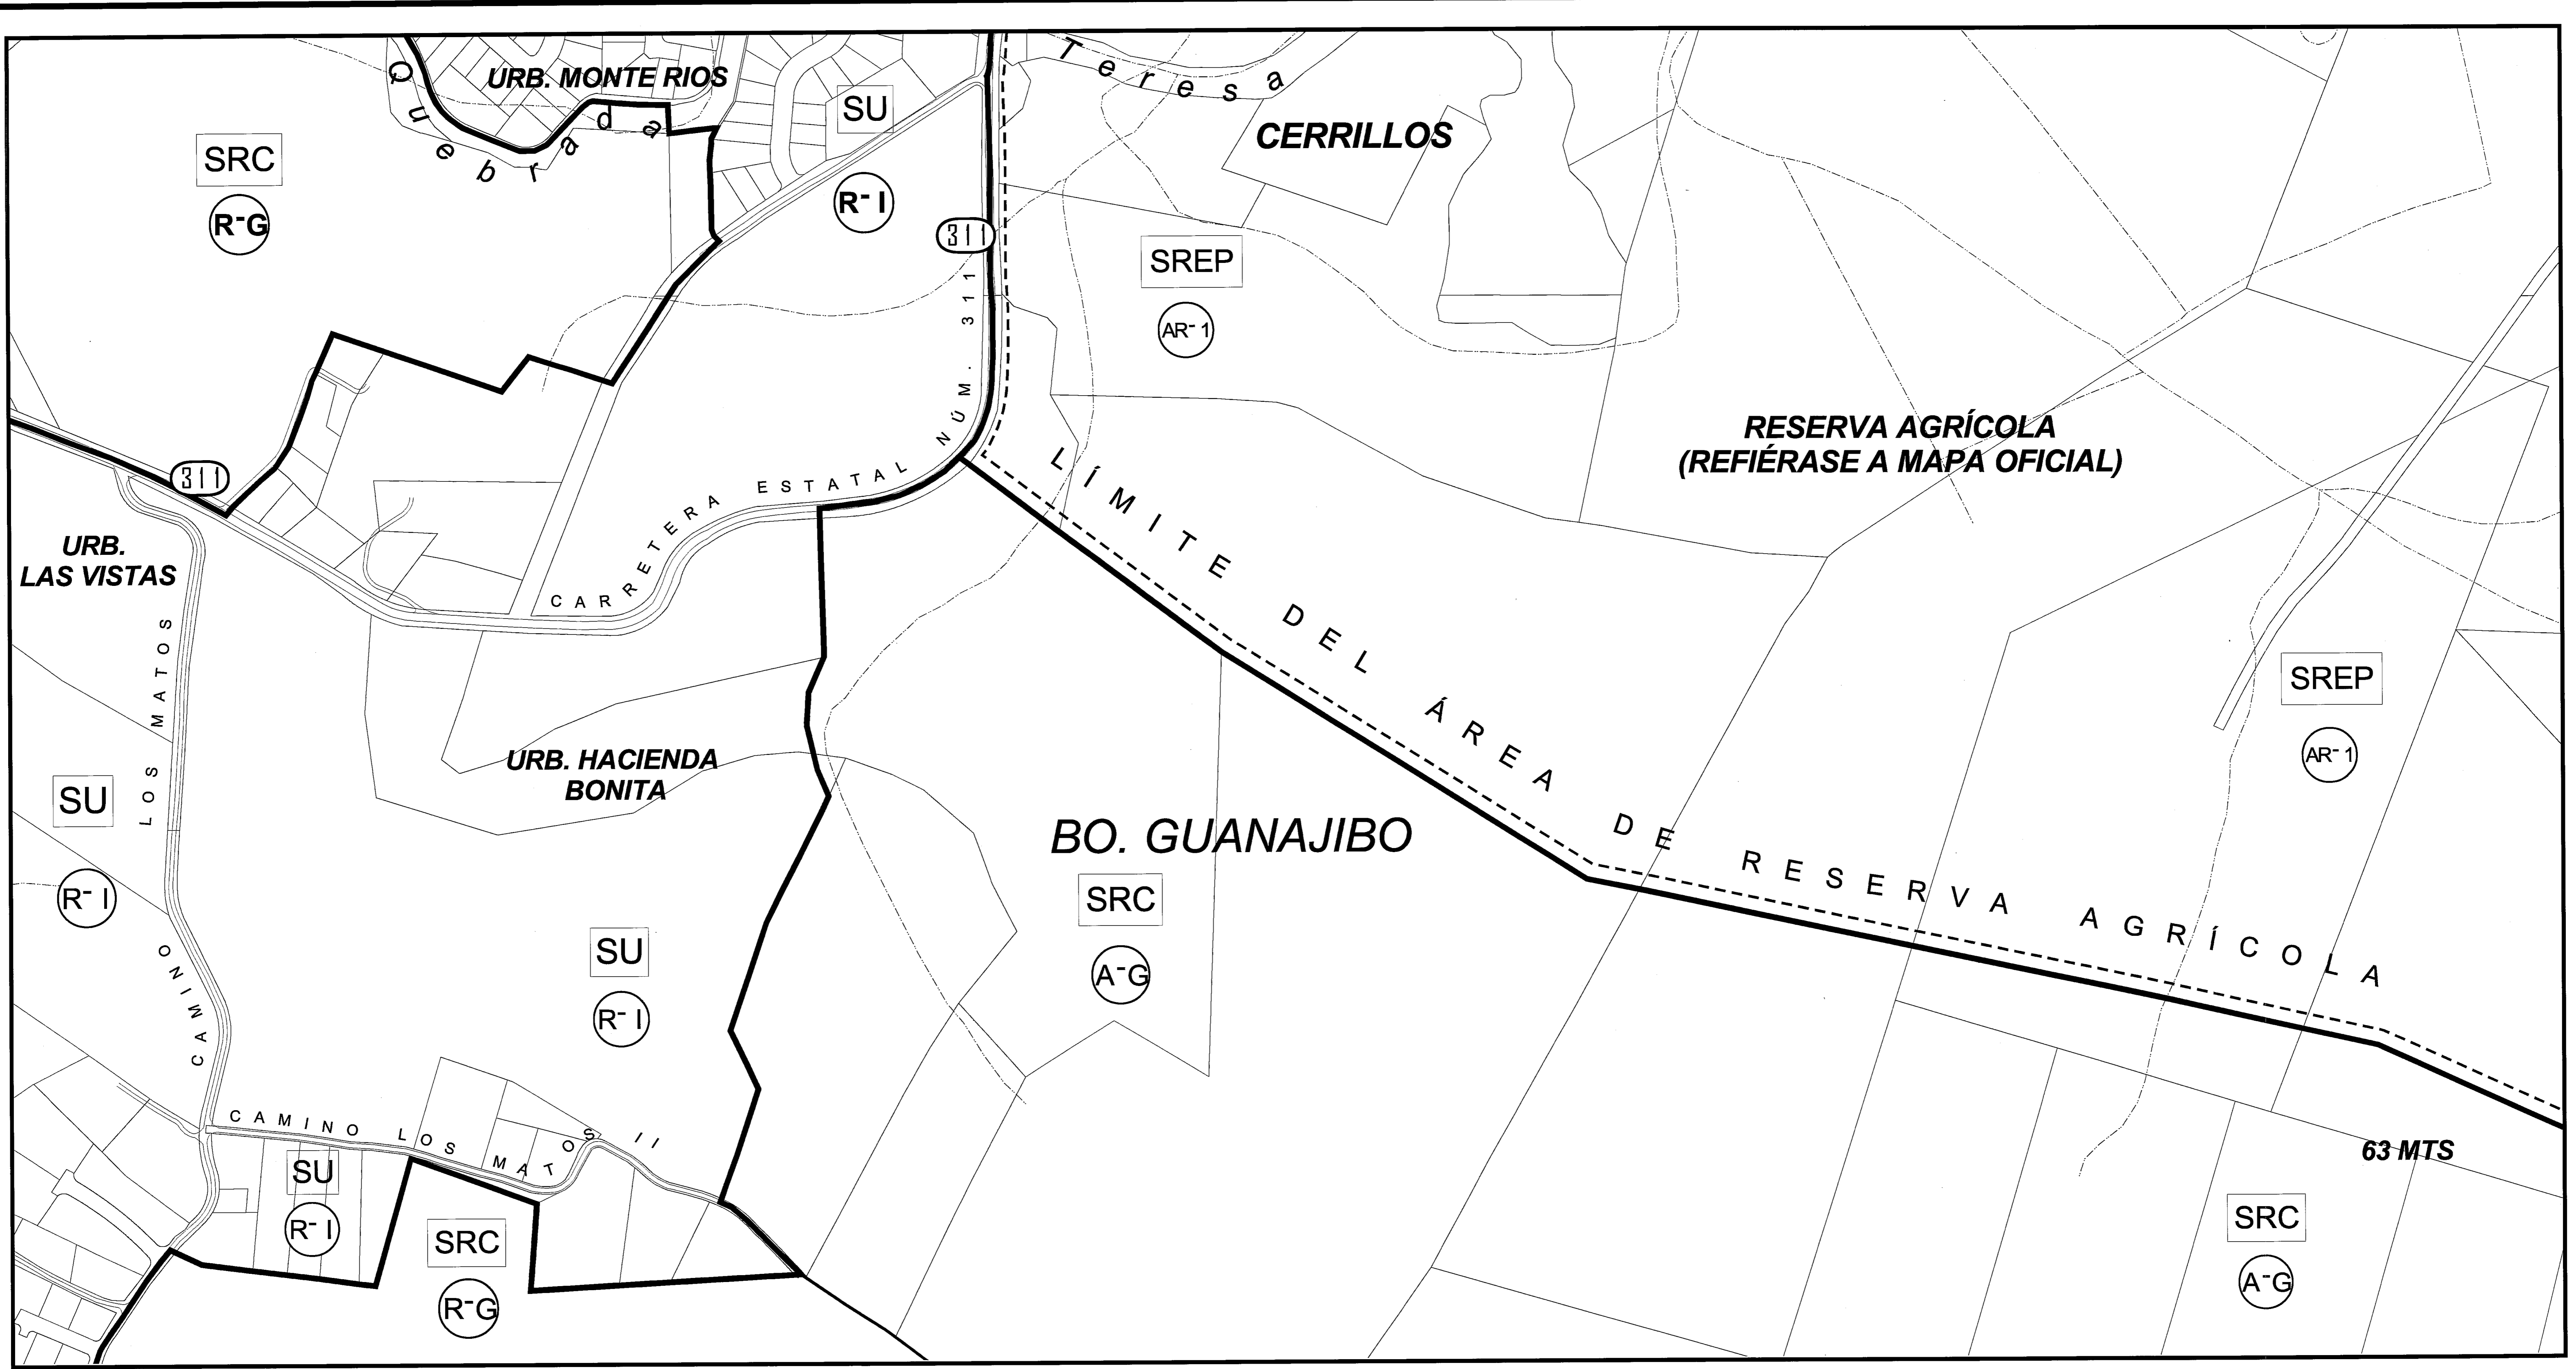 URB. MONTE RIOS
Quebrada
Teresa
SU
CERRILLOS
SRC
R-G
R-I
311
SREP
AR-1
RESERVA AGRÍCOLA
(REFIÉRASE A MAPA OFICIAL)
311
CARRETERA ESTATAL NÚM. 311
LÍMITE DEL ÁREA DE RESERVA AGRÍCOLA
URB.
LAS VISTAS
CAMINO LOS MATOS
SREP
AR-1
URB. HACIENDA
BONITA
SU
R-I
BO. GUANAJIBO
SRC
A-G
SU
R-I
CAMINO LOS MATOS II
SU
R-I
63 MTS
SRC
R-G
SRC
A-G